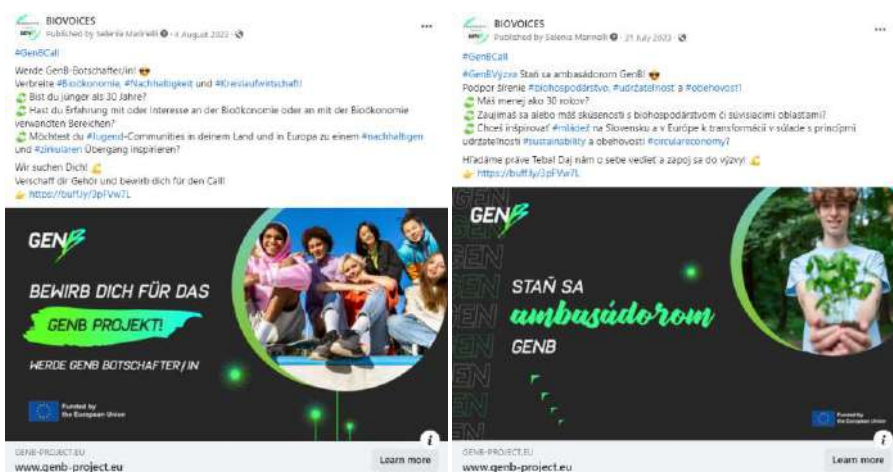 BIOVOICES
Published by Selenia Marinelli · 4 August 2023 ·
#GenBCall
Werde GenB-Botschafter/in!
Verbreite #Bioökonomie, #Nachhaltigkeit und #Kreislaufwirtschaft!
Bist du jünger als 30 Jahre?
Hast du Erfahrung mit oder Interesse an der Bioökonomie oder an mit der Bioökonomie
verwandten Bereichen?
Möchtest du #Jugend-Communities in deinem Land und in Europa zu einem #nachhaltigen
und #zirkulären Übergang inspirieren?
Wir suchen Dich!
Verschaff dir Gehör und bewirb dich für den Call!
https://buff.ly/3pFVw7L
GENB
BEWIRB DICH FÜR DAS
GENB PROJEKT!
WERDE GENB BOTSCHAFTER/IN
Funded by
the European Union
GENB-PROJECT.EU
www.genb-project.eu
Learn more
BIOVOICES
Published by Selenia Marinelli · 31 July 2023 ·
#GenBCall
#GenBVýzva Staň sa ambasádorom GenB!
Podpor šírenie #biohospodárstvo, #udržateľnosť a #obehovosť!
Máš menej ako 30 rokov?
Zaujímaš sa alebo máš skúsenosti s biohospodárstvom či súvisiacimi oblasťami?
Chceš inšpirovať #mládež na Slovensku a v Európe k transformácii v súlade s princípmi
udržateľnosti #sustainability a obehovosti #circulareconomy?
Hľadáme práve Teba! Daj nám o sebe vedieť a zapoj sa do výzvy!
https://buff.ly/3pFVw7L
GENB
STAŇ SA
ambasádorom
GENB
GEN
GEN
GEN
GEN
GEN
GEN
Funded by
the European Union
GENB-PROJECT.EU
www.genb-project.eu
Learn more